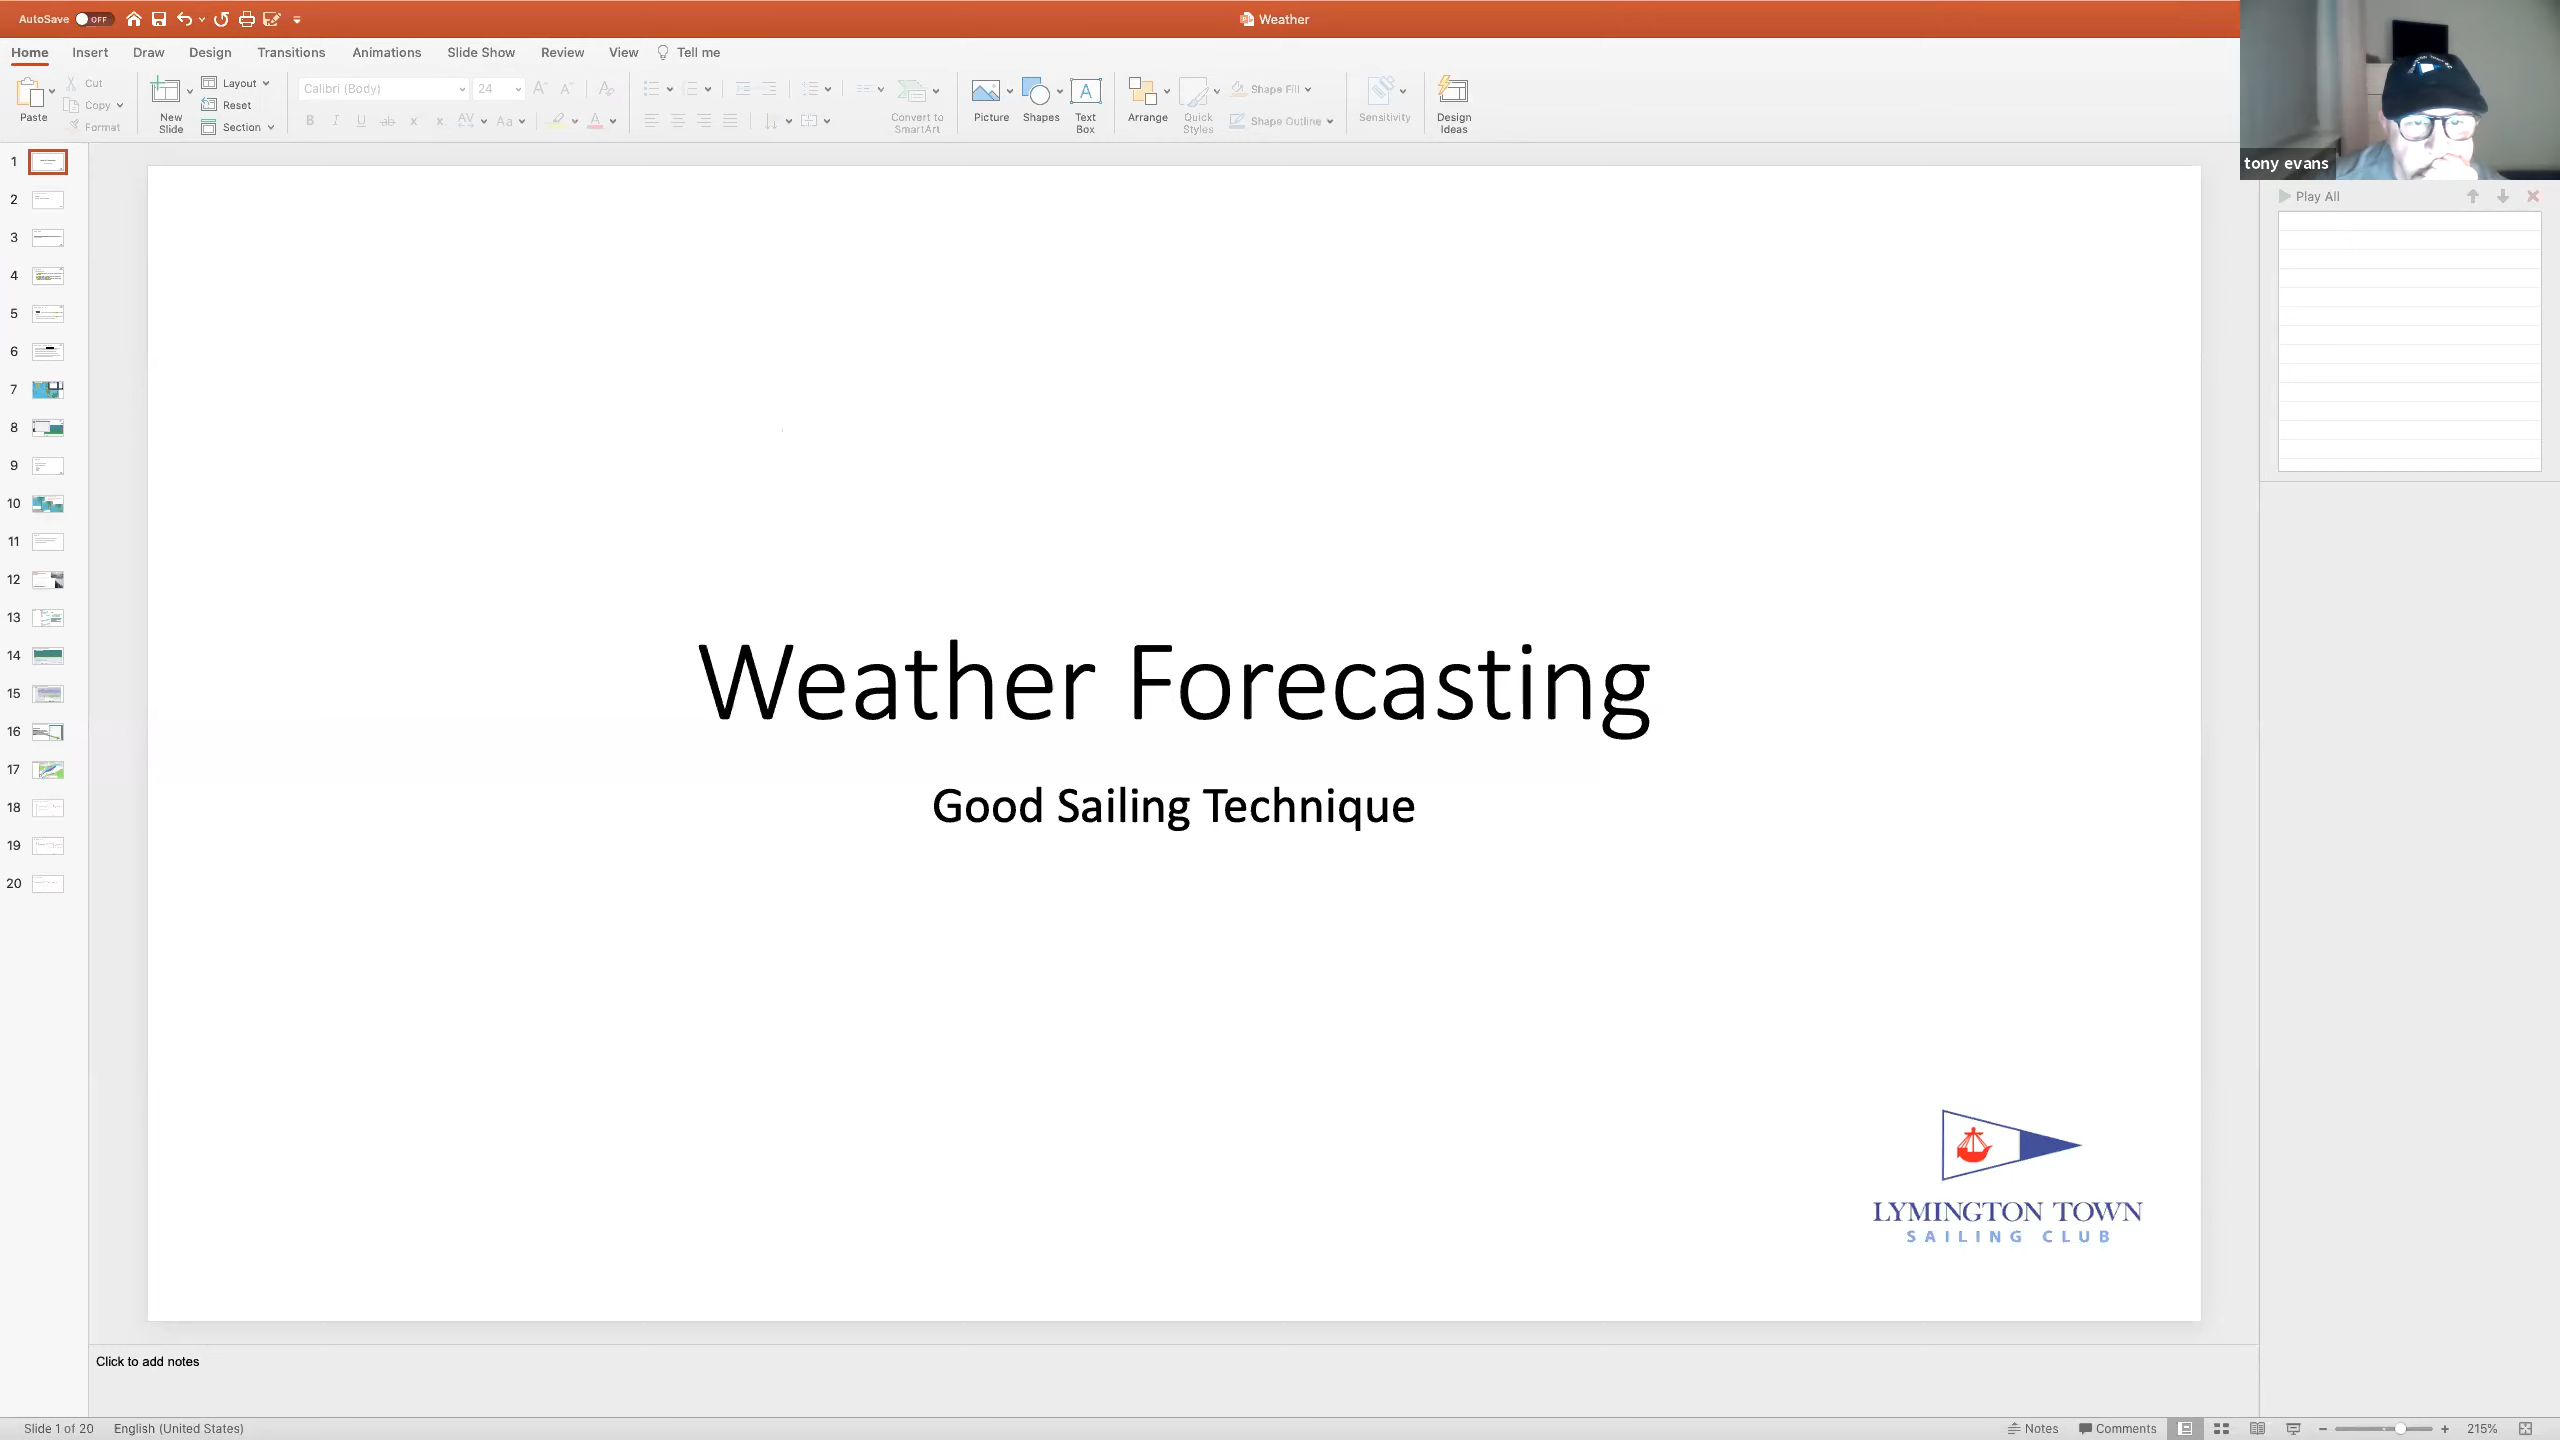 AutoSave OFF
Weather
Home Insert Draw Design Transitions Animations Slide Show Review View Tell me
Paste
Cut
Copy
Format
New Slide
Layout
Reset
Section
Calibri (Body) 24
Convert to SmartArt
Picture
Shapes
Text Box
Arrange
Quick Styles
Shape Fill
Shape Outline
Sensitivity
Design Ideas
tony evans
Play All
1
2
3
4
5
6
7
8
9
10
11
12
13
14
15
16
17
18
19
20
Weather Forecasting
Good Sailing Technique
LYMINGTON TOWN
SAILING CLUB
Click to add notes
Slide 1 of 20 English (United States) Notes Comments 215%